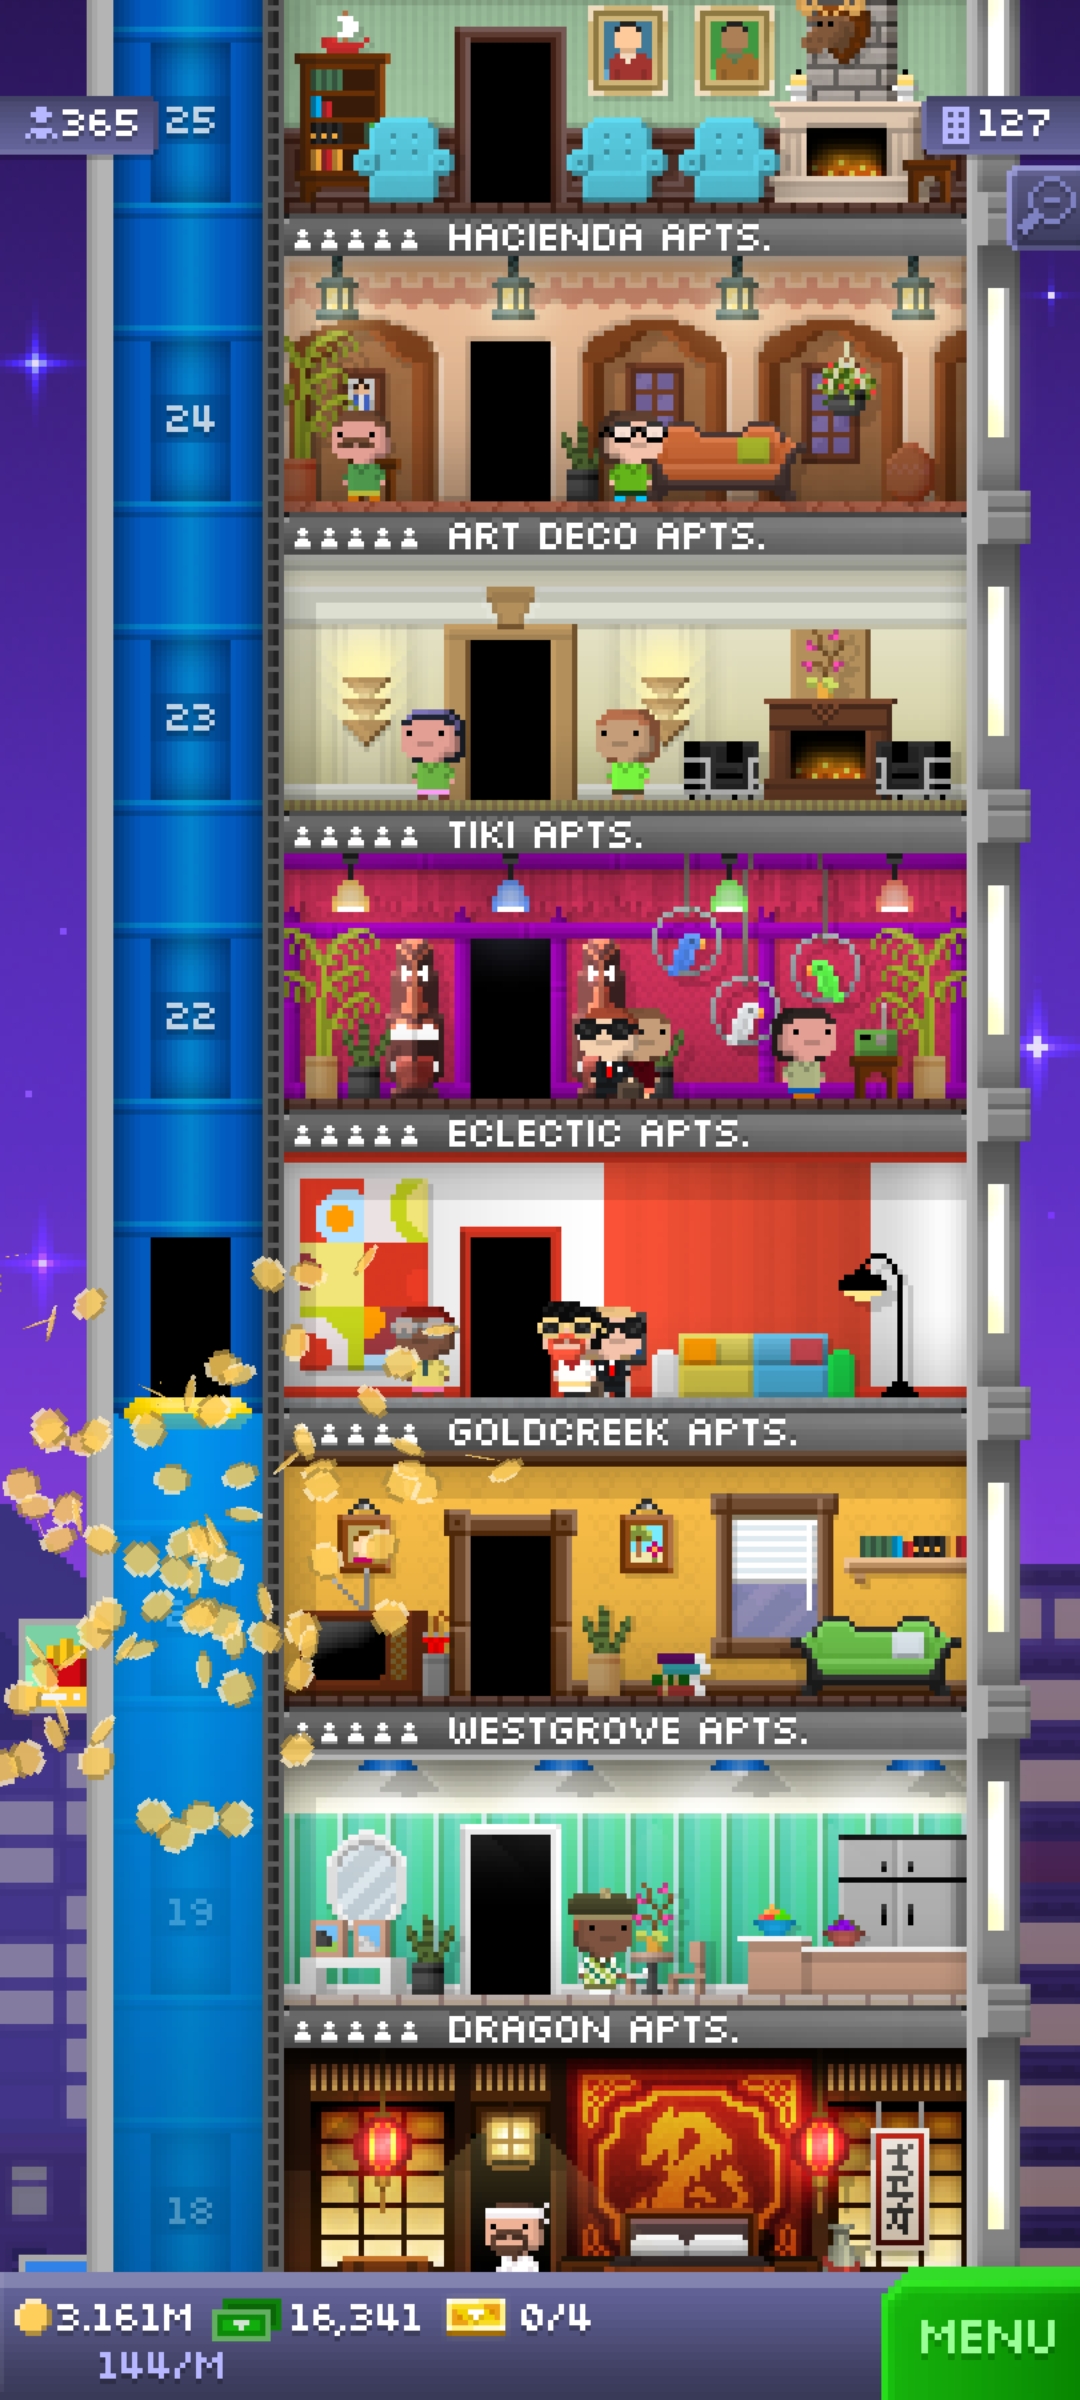 365
25
127
HACIENDA APTS.
24
ART DECO APTS.
23
TIKI APTS.
22
ECLECTIC APTS.
GOLDCREEK APTS.
WESTGROVE APTS.
19
DRAGON APTS.
18
3.161M 16,341 0/4
144/M
MENU